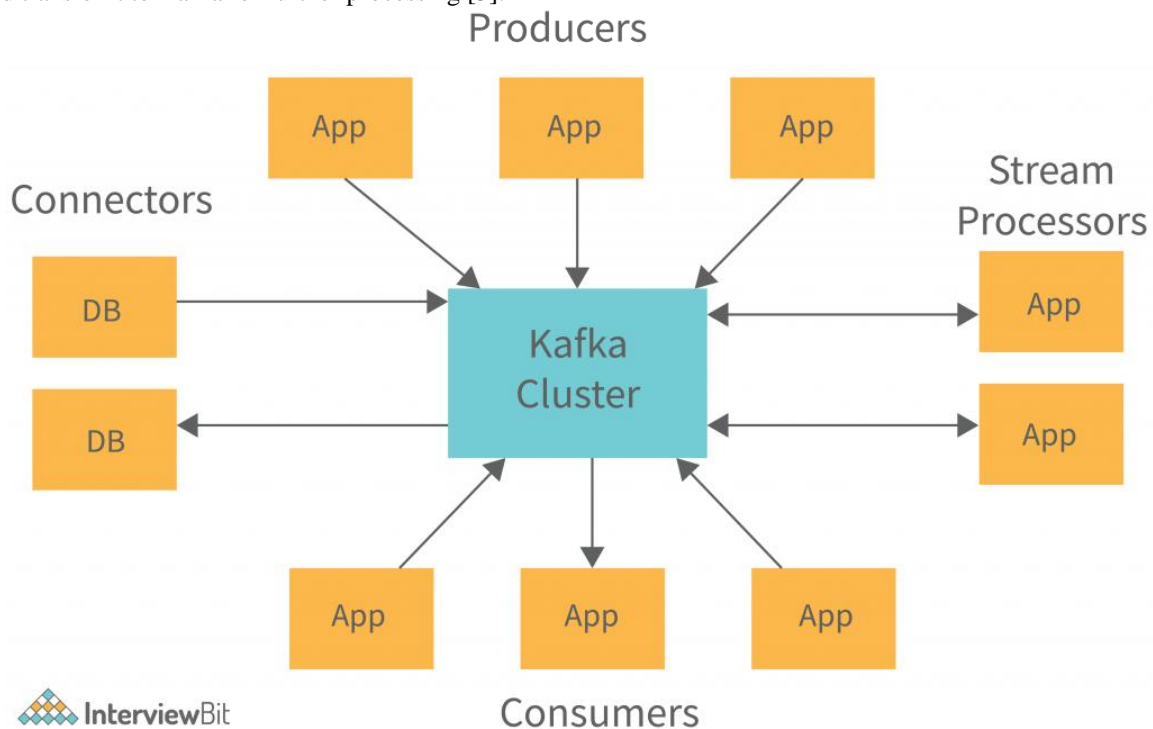 Producers
App
App
App
Connectors
Stream
Processors
DB
App
Kafka
Cluster
DB
App
App
App
App
InterviewBit
Consumers